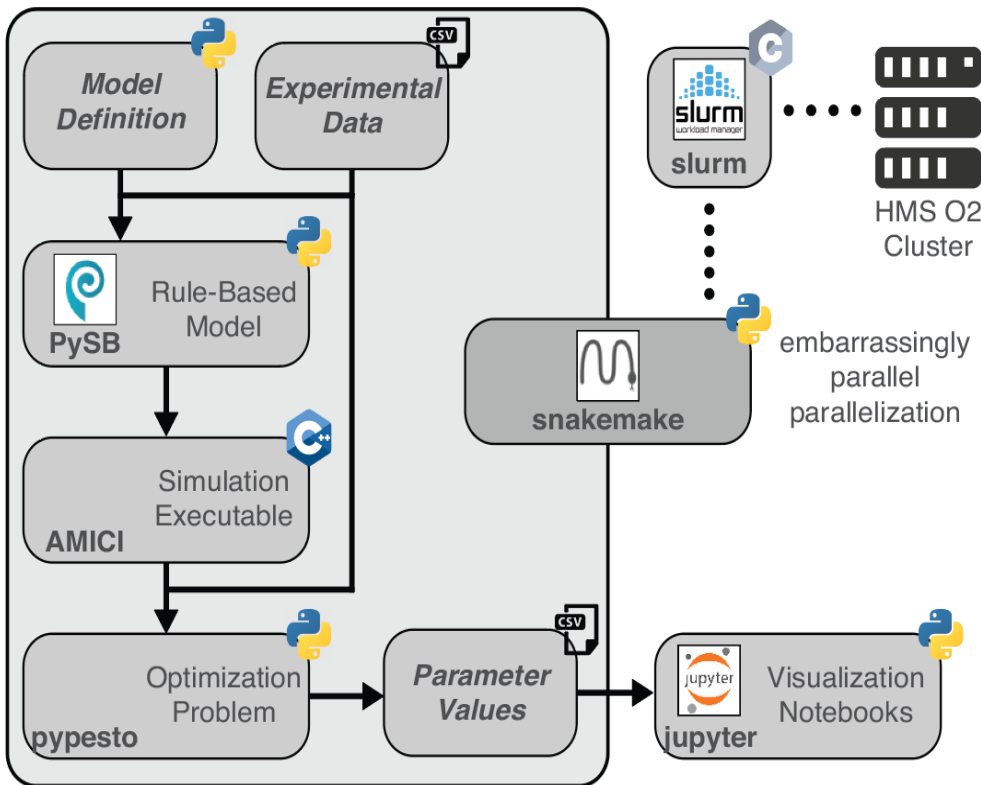 Model
Definition
CSV
Experimental
Data
C
slurm
workload manager
slurm
HMS O2
Cluster
PySB
Rule-Based
Model
snakemake
embarrassingly
parallel
parallelization
C++
Simulation
Executable
AMICI
Optimization
Problem
pypesto
CSV
Parameter
Values
jupyter
jupyter
Visualization
Notebooks